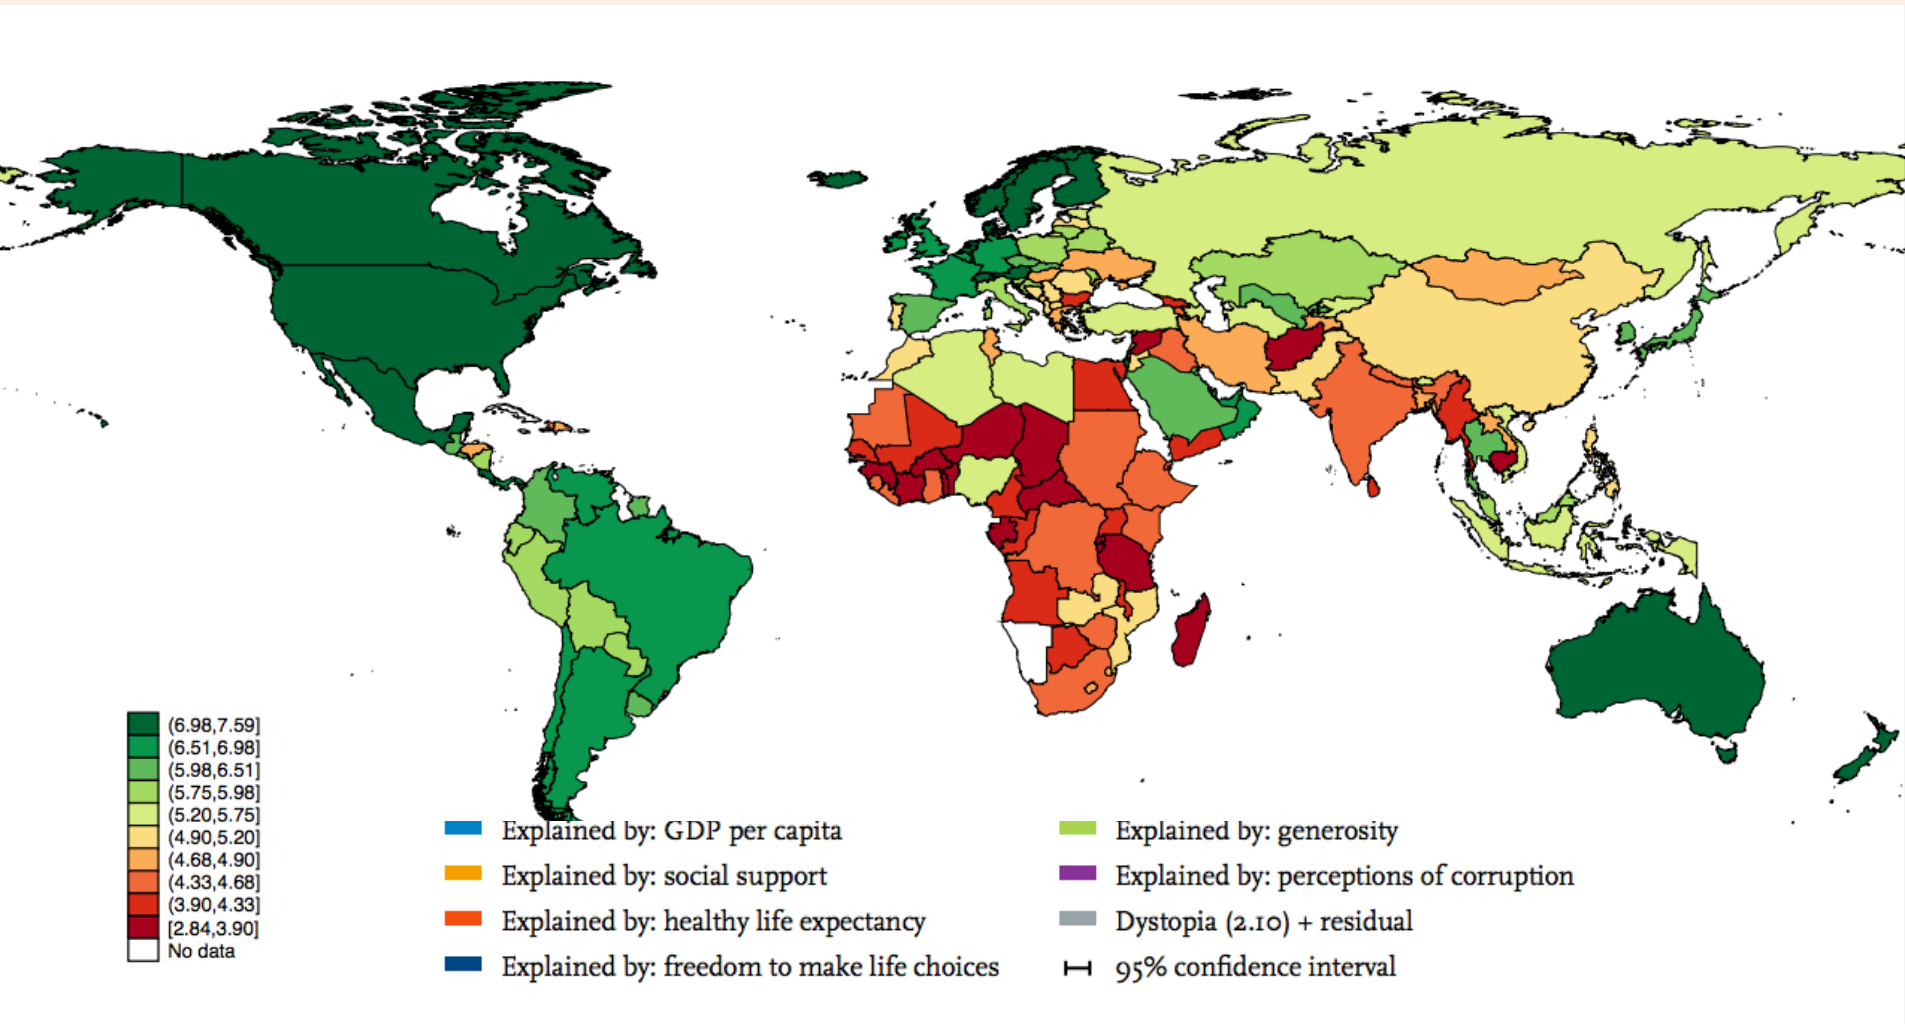 (6.98,7.59]
(6.51,6.98]
(5.98,6.51]
(5.75,5.98]
(5.20,5.75]
(4.90,5.20]
(4.68,4.90]
(4.33,4.68]
(3.90,4.33]
[2.84,3.90]
No data
Explained by: GDP per capita
Explained by: social support
Explained by: healthy life expectancy
Explained by: freedom to make life choices
Explained by: generosity
Explained by: perceptions of corruption
Dystopia (2.10) + residual
95% confidence interval